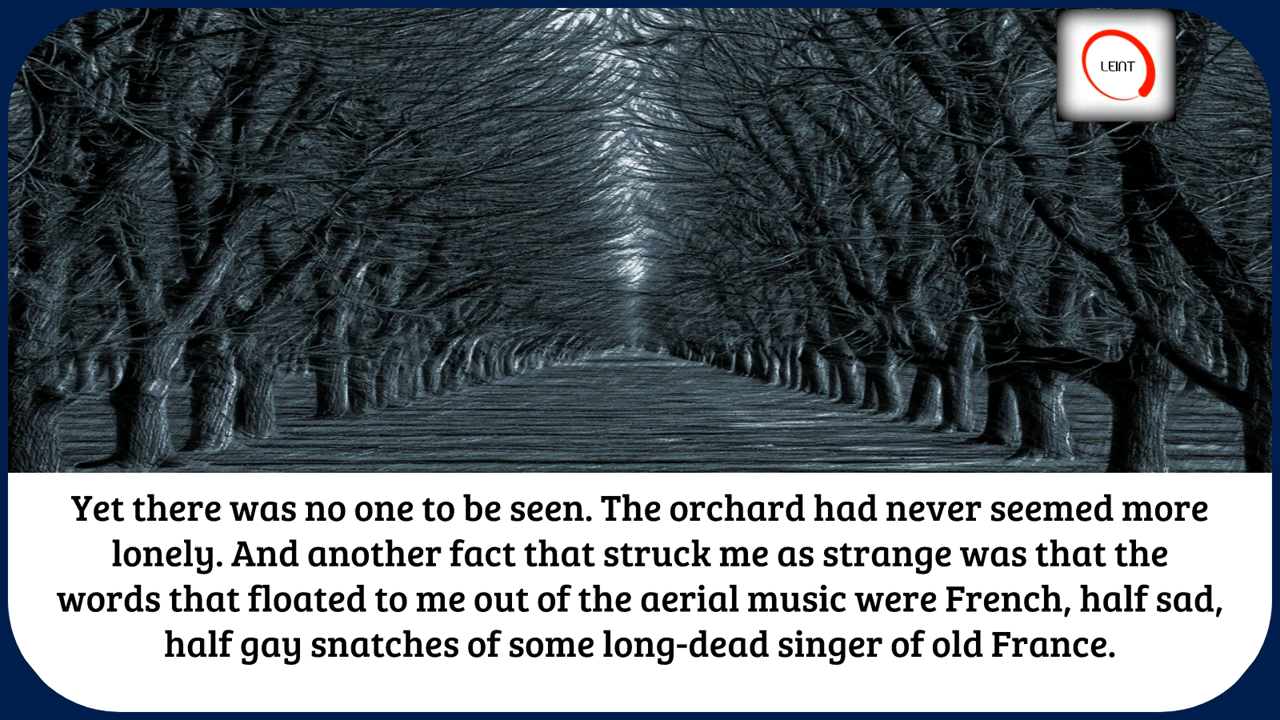 LEINT
Yet there was no one to be seen. The orchard had never seemed more
lonely. And another fact that struck me as strange was that the
words that floated to me out of the aerial music were French, half sad,
half gay snatches of some long-dead singer of old France.